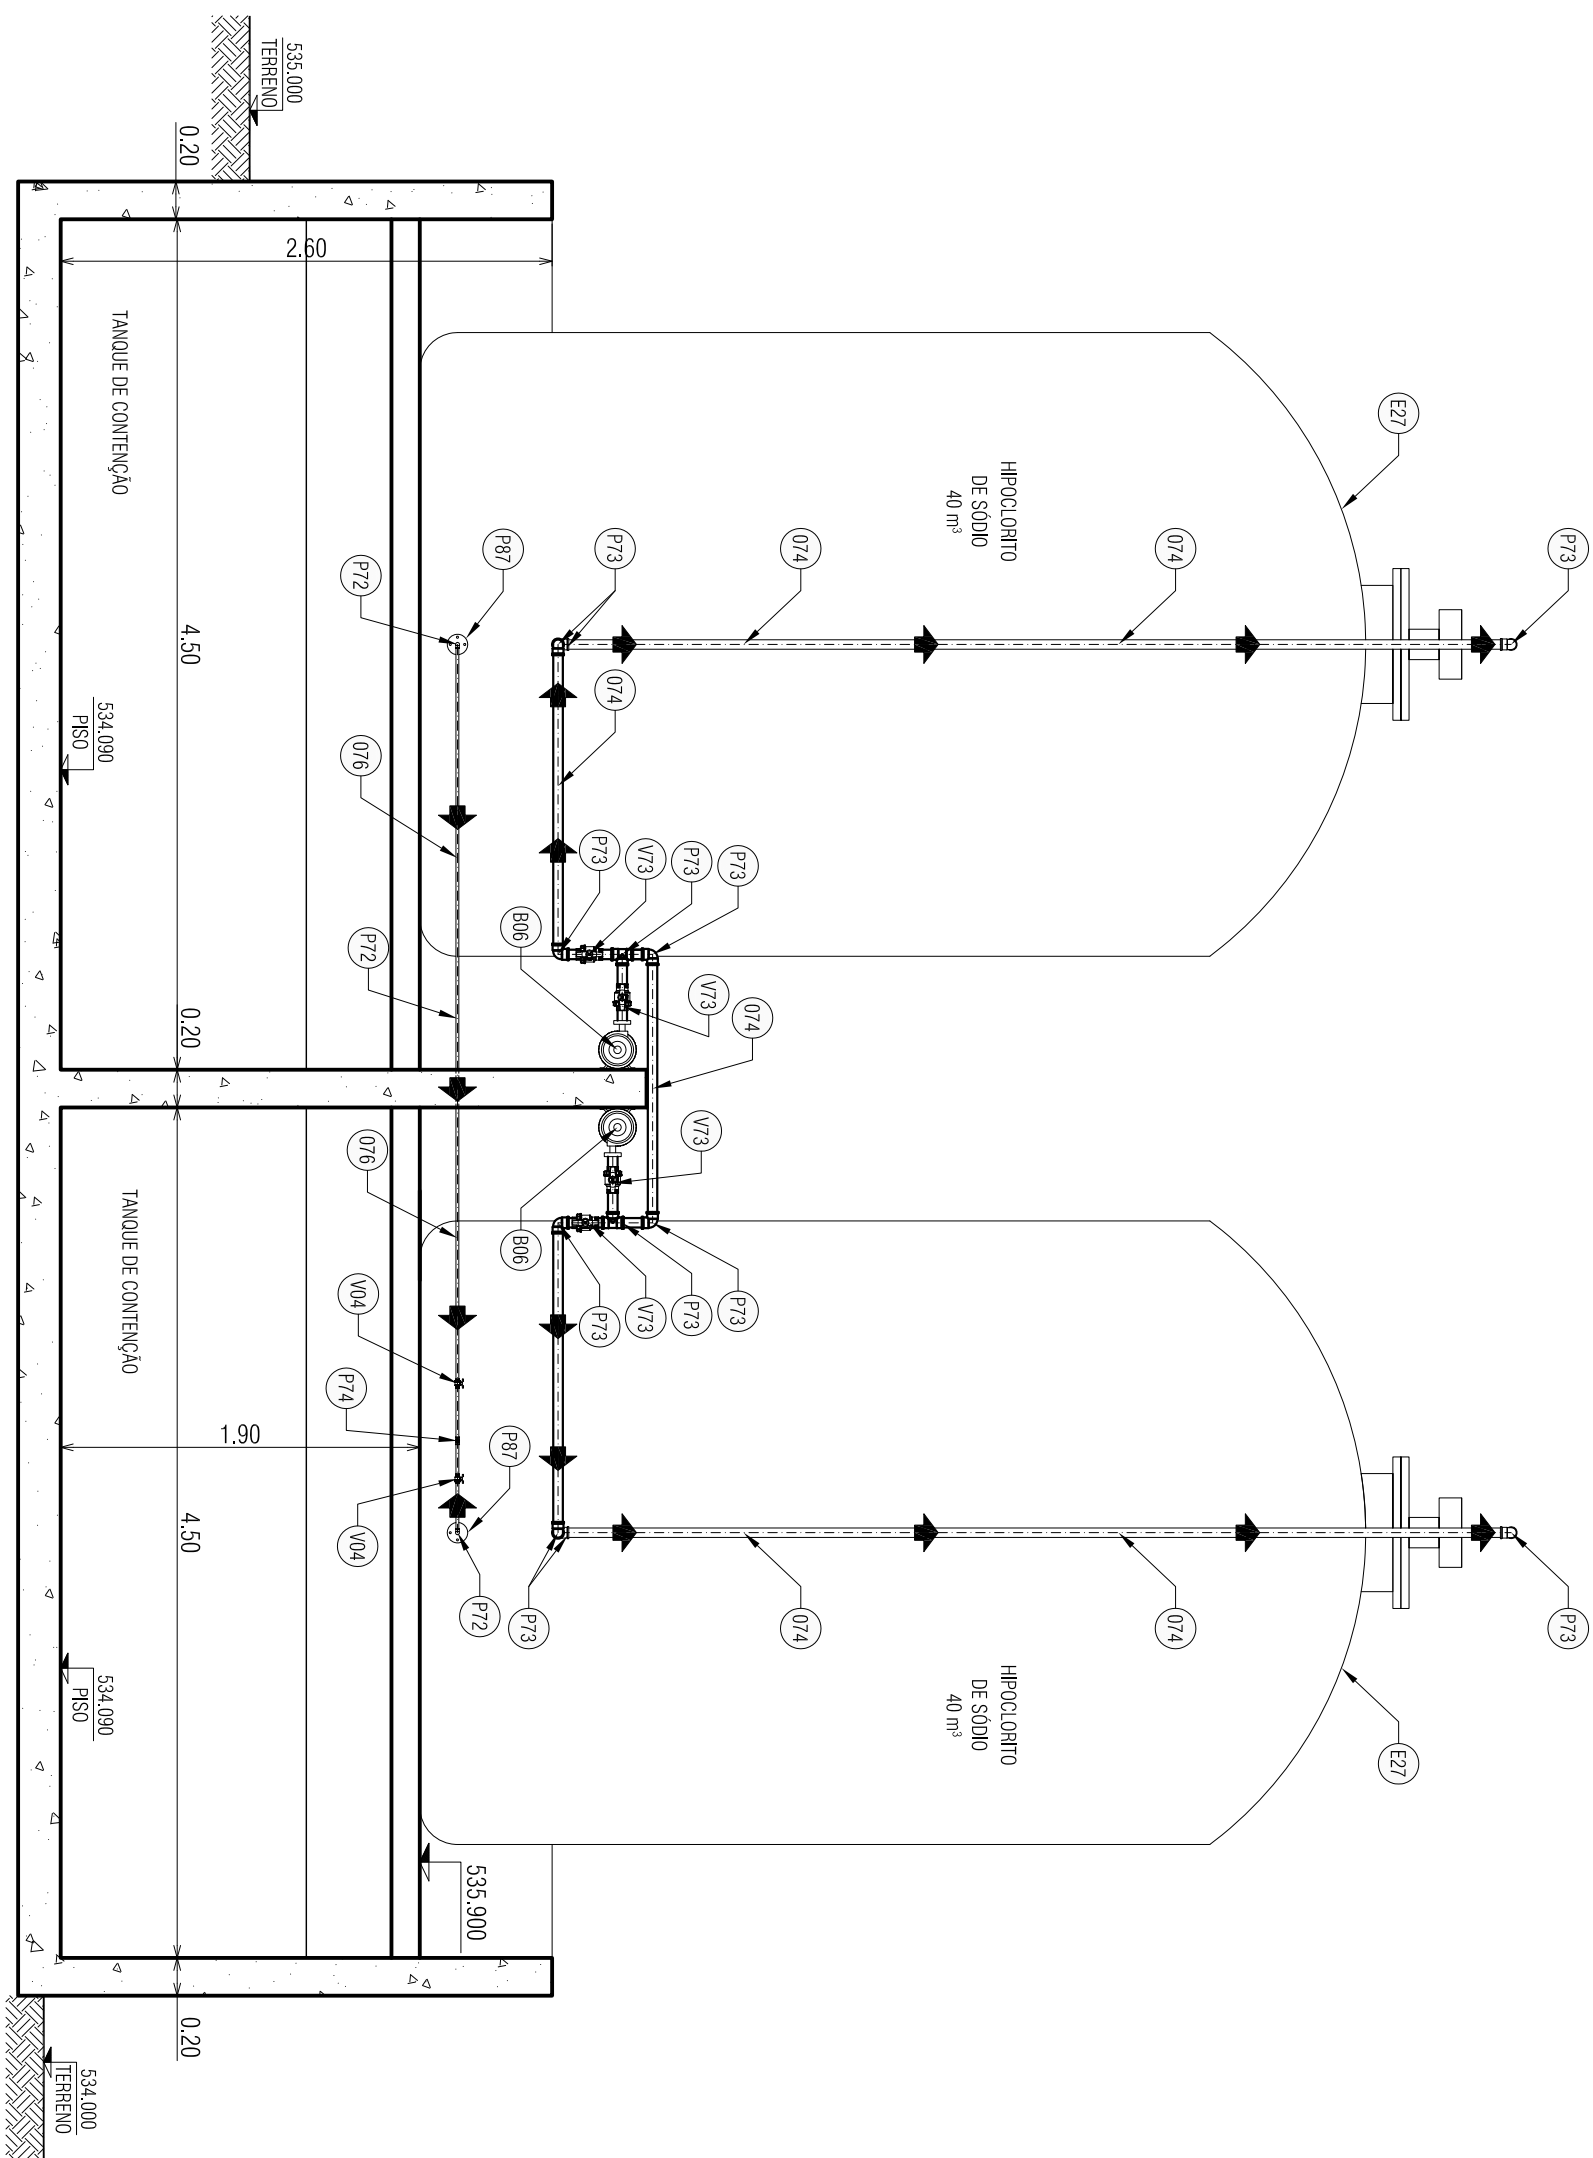 P73
P73
E27
E27
074
074
HIPOCLORITO
DE SÓDIO
40 m³
HIPOCLORITO
DE SÓDIO
40 m³
074
074
P73
074
V73
P73
P73
V73
V73
P73
P73
V73
P73
074
P73
P73
B06
B06
P87
P87
P72
P72
076
P72
076
V04
P74
V04
535.900
535.000
TERRENO
2.60
1.90
0.20
4.50
0.20
4.50
0.20
TANQUE DE CONTENÇÃO
TANQUE DE CONTENÇÃO
534.090
PISO
534.090
PISO
534.000
TERRENO